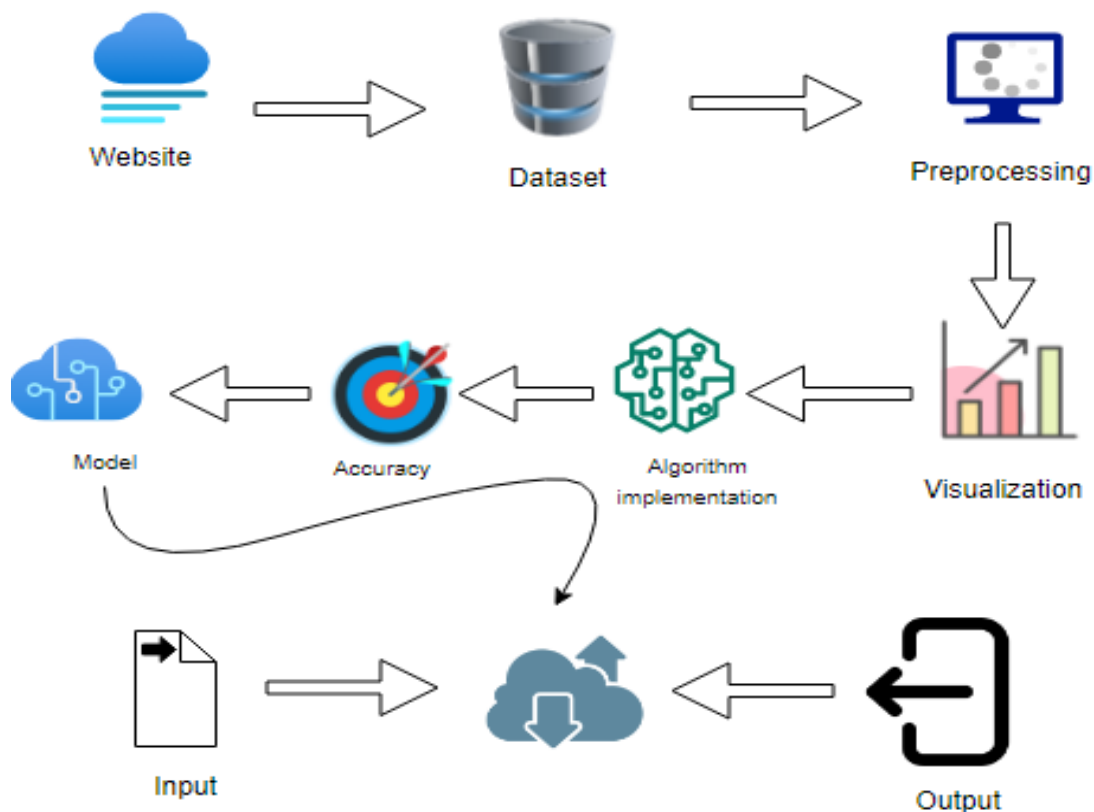 Website
Dataset
Preprocessing
Model
Accuracy
Algorithm
implementation
Visualization
Input
Output